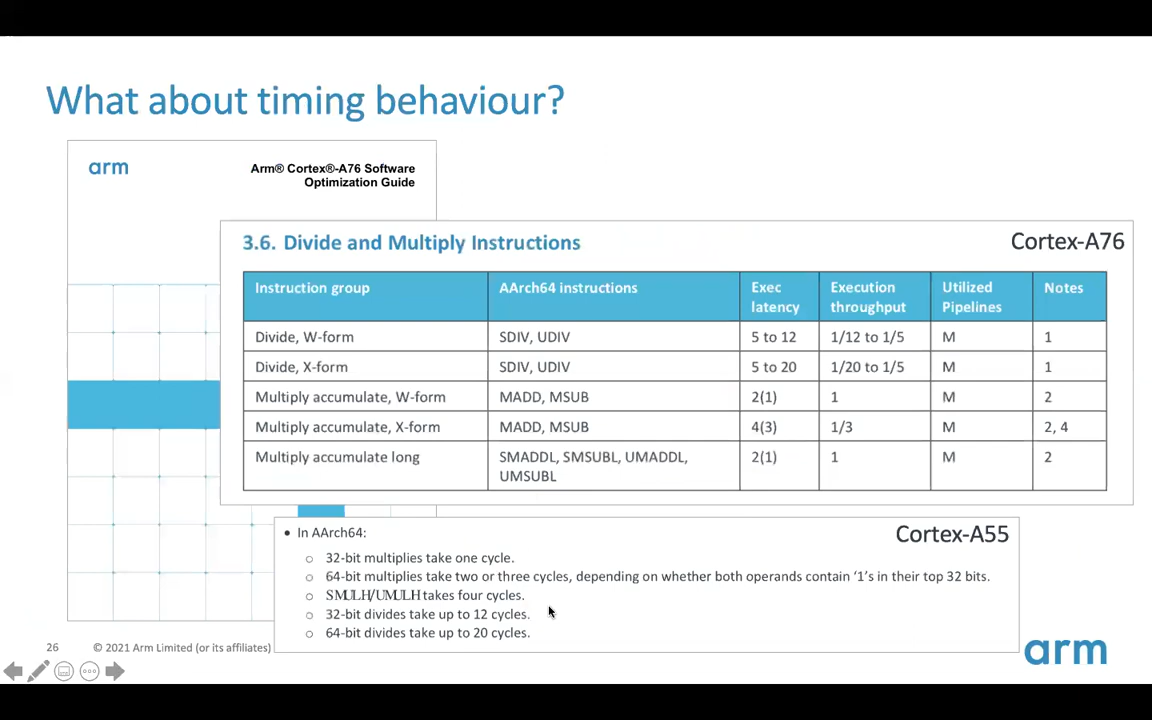 What about timing behaviour?
arm
Arm® Cortex®-A76 Software
Optimization Guide
3.6. Divide and Multiply Instructions
Cortex-A76
Instruction group AArch64 instructions Exec latency Execution throughput Utilized Pipelines Notes
Divide, W-form SDIV, UDIV 5 to 12 1/12 to 1/5 M 1
Divide, X-form SDIV, UDIV 5 to 20 1/20 to 1/5 M 1
Multiply accumulate, W-form MADD, MSUB 2(1) 1 M 2
Multiply accumulate, X-form MADD, MSUB 4(3) 1/3 M 2, 4
Multiply accumulate long SMADDL, SMSUBL, UMADDL, UMSUBL 2(1) 1 M 2
Cortex-A55
• In AArch64:
○ 32-bit multiplies take one cycle.
○ 64-bit multiplies take two or three cycles, depending on whether both operands contain ‘1’s in their top 32 bits.
○ SMULH/UMULH takes four cycles.
○ 32-bit divides take up to 12 cycles.
○ 64-bit divides take up to 20 cycles.
26 © 2021 Arm Limited (or its affiliates)
arm